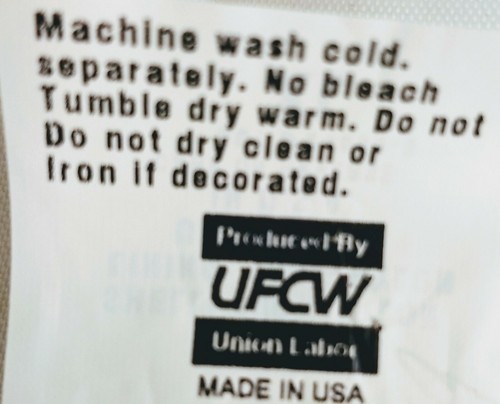 Machine wash cold.
separately. No bleach
Tumble dry warm. Do not
Do not dry clean or
Iron if decorated.
Produced By
UFCW
Union Labor
MADE IN USA